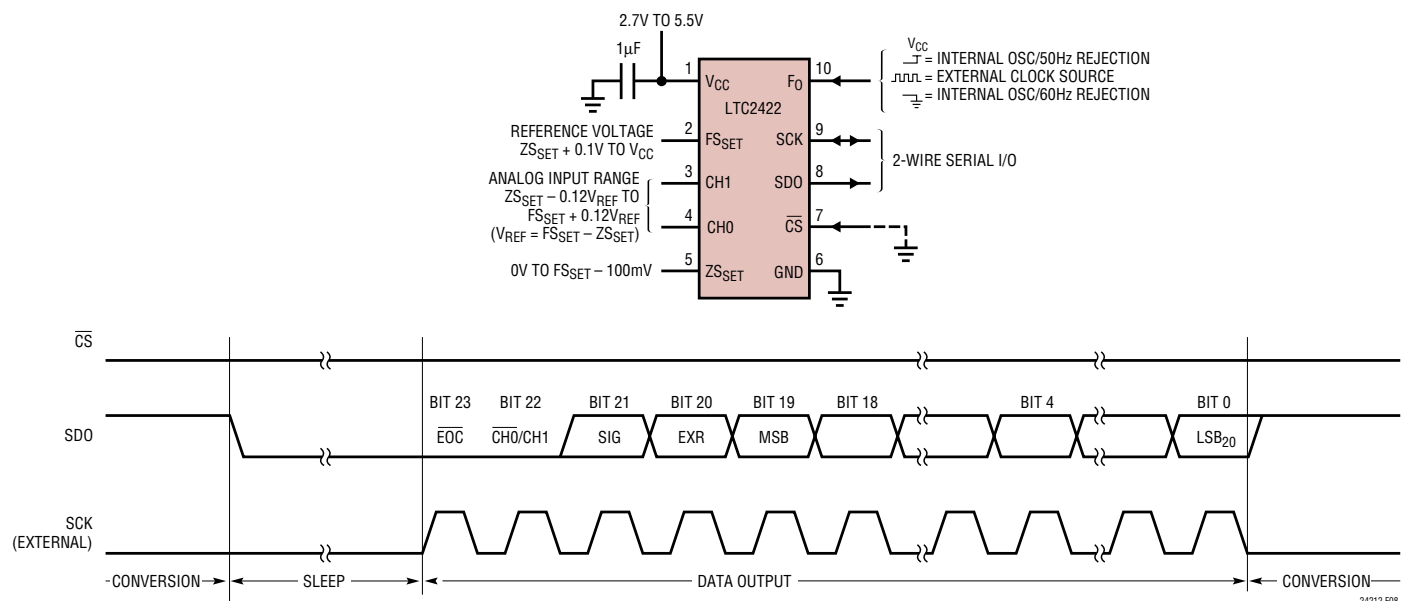 2.7V TO 5.5V
1µF
1
VCC
LTC2422
FO
10
VCC
= INTERNAL OSC/50Hz REJECTION
= EXTERNAL CLOCK SOURCE
= INTERNAL OSC/60Hz REJECTION
REFERENCE VOLTAGE
ZSSET + 0.1V TO VCC
2
FSSET
SCK
9
2-WIRE SERIAL I/O
ANALOG INPUT RANGE
ZSSET – 0.12VREF TO
FSSET + 0.12VREF
(VREF = FSSET – ZSSET)
3
CH1
SDO
8
4
CH0
CS
7
0V TO FSSET – 100mV
5
ZSSET
GND
6
CS
SDO
BIT 23 BIT 22 BIT 21 BIT 20 BIT 19 BIT 18 BIT 4 BIT 0
EOC CH0/CH1 SIG EXR MSB LSB20
SCK
(EXTERNAL)
CONVERSION SLEEP DATA OUTPUT CONVERSION
24212 F08